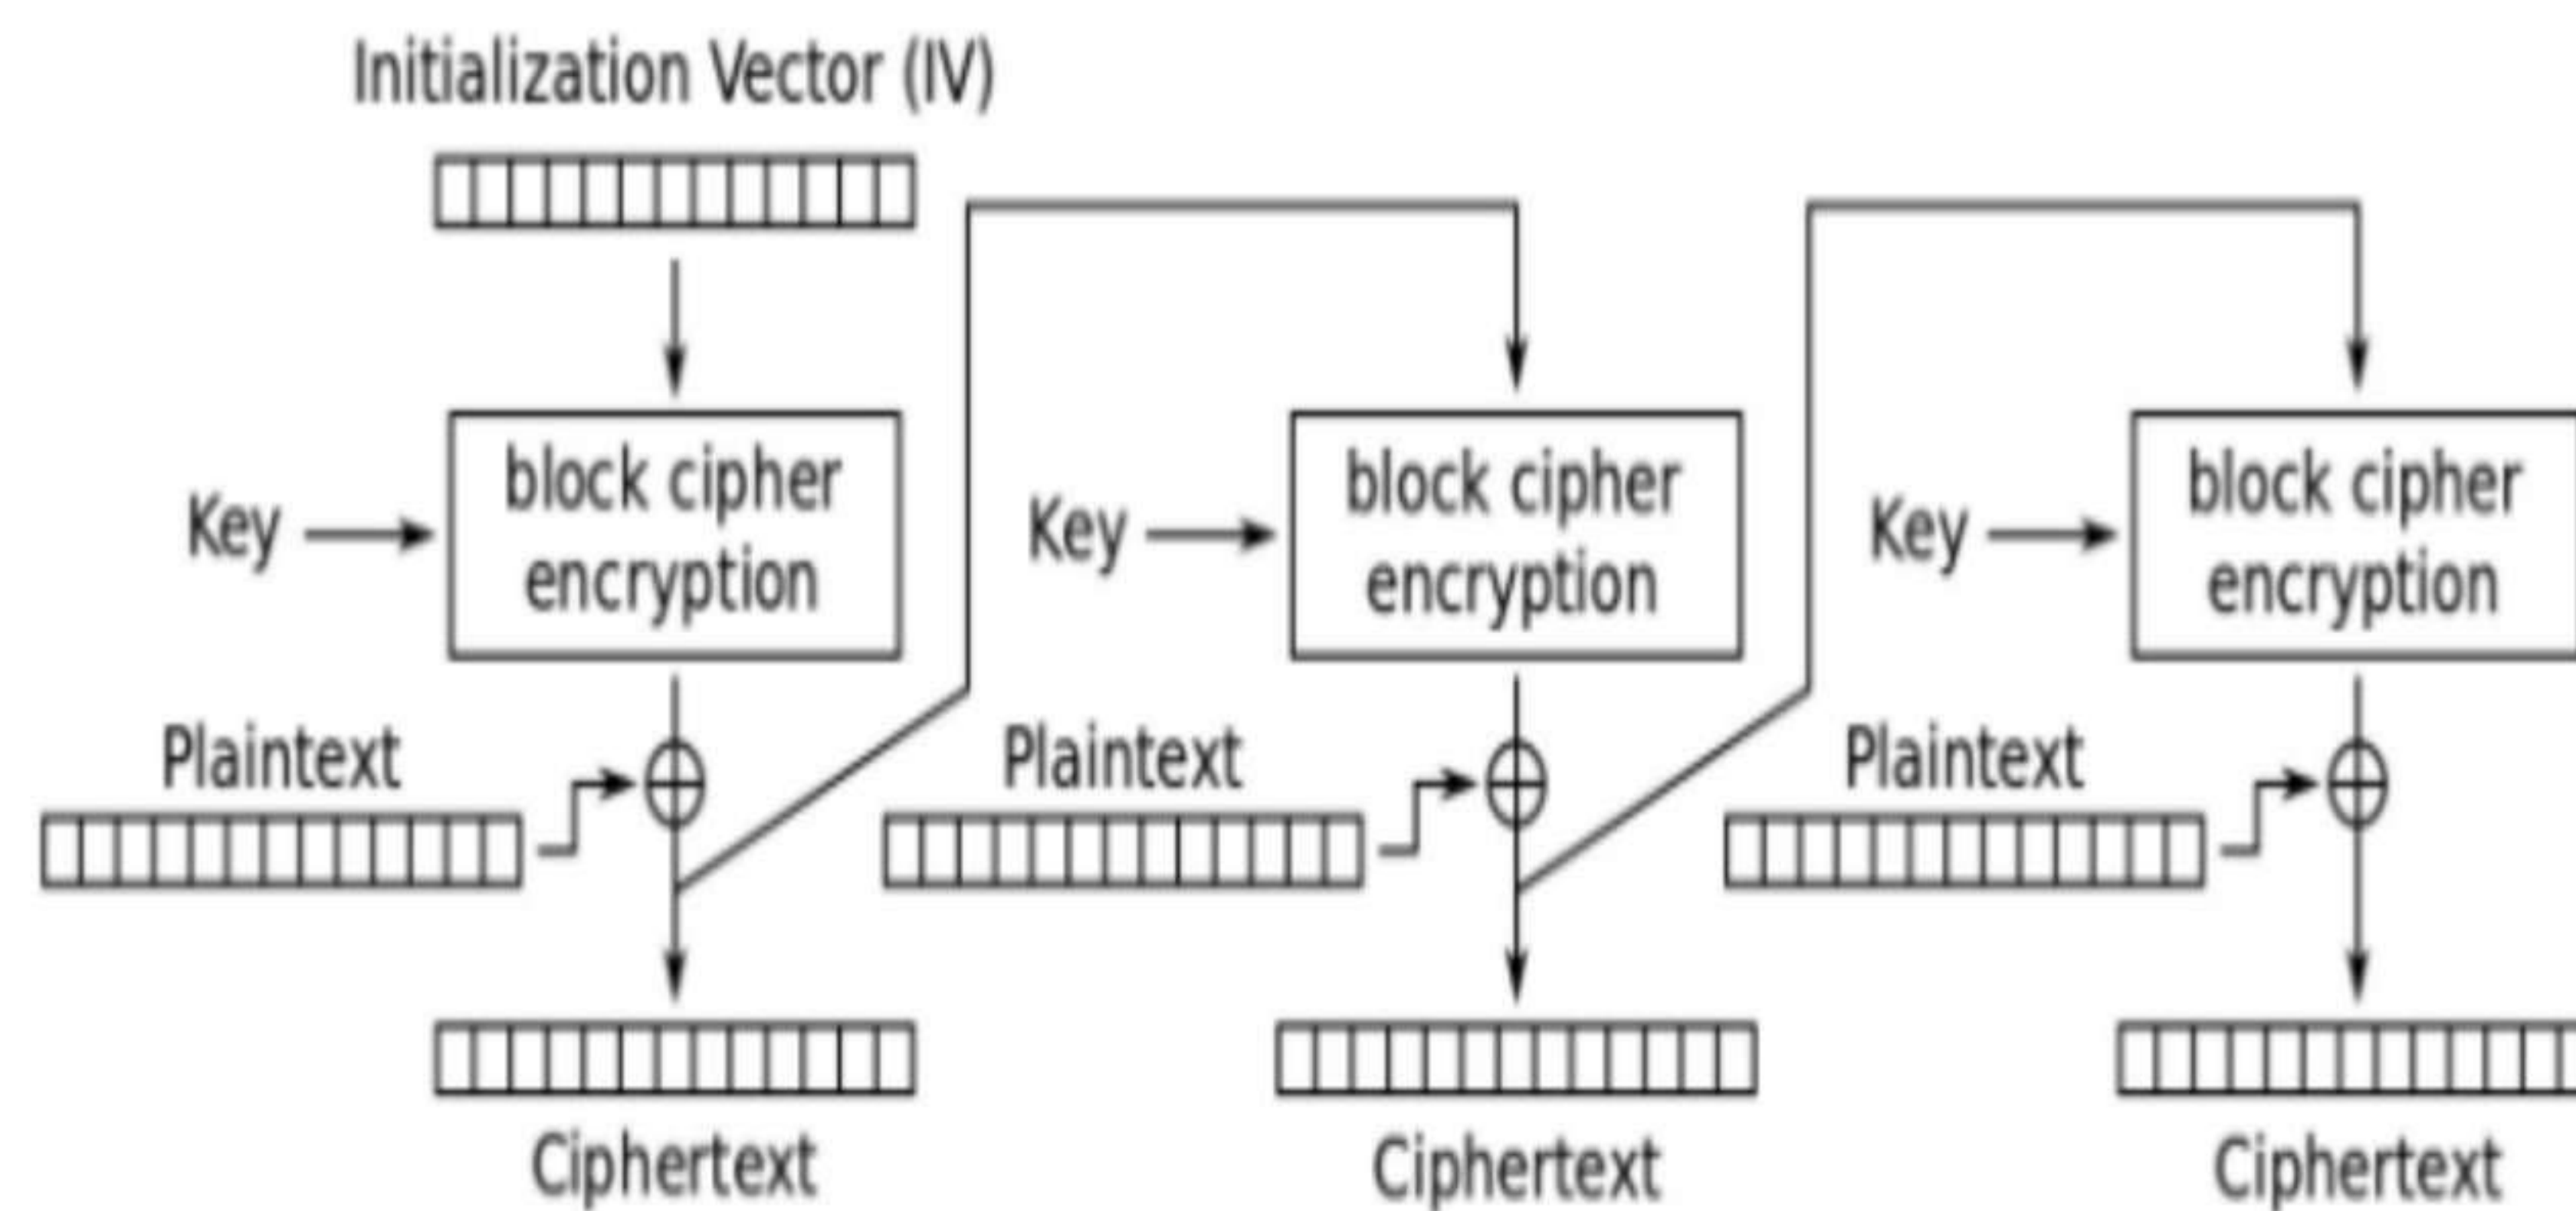 Initialization Vector (IV)
block cipher
encryption
block cipher
encryption
block cipher
encryption
Key
Key
Key
Plaintext
Plaintext
Plaintext
Ciphertext
Ciphertext
Ciphertext